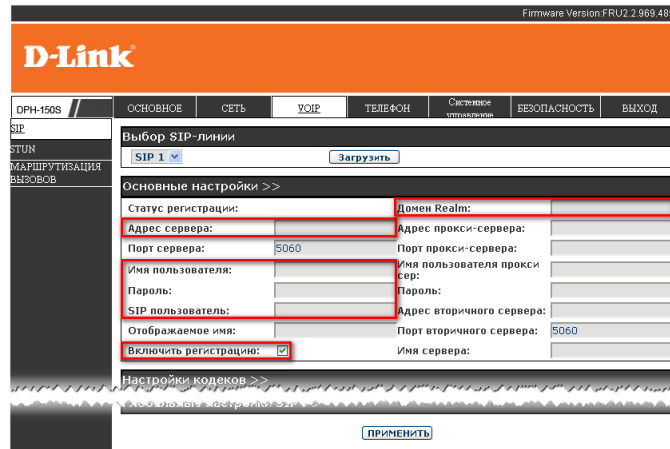 Firmware Version:FRU2.2.969.48
D-Link
DPH-150S
ОСНОВНОЕ СЕТЬ VOIP ТЕЛЕФОН Системное управление БЕЗОПАСНОСТЬ ВЫХОД
SIP
STUN
МАРШРУТИЗАЦИЯ
ВЫЗОВОВ
Выбор SIP-линии
SIP 1 Загрузить
Основные настройки >>
Статус регистрации: Домен Realm:
Адрес сервера: Адрес прокси-сервера:
Порт сервера: 5060 Порт прокси-сервера:
Имя пользователя: Имя пользователя прокси сер:
Пароль: Пароль:
SIP пользователь: Адрес вторичного сервера:
Отображаемое имя: Порт вторичного сервера: 5060
Включить регистрацию: Имя сервера:
Настройки кодеков >>
ПРИМЕНИТЬ